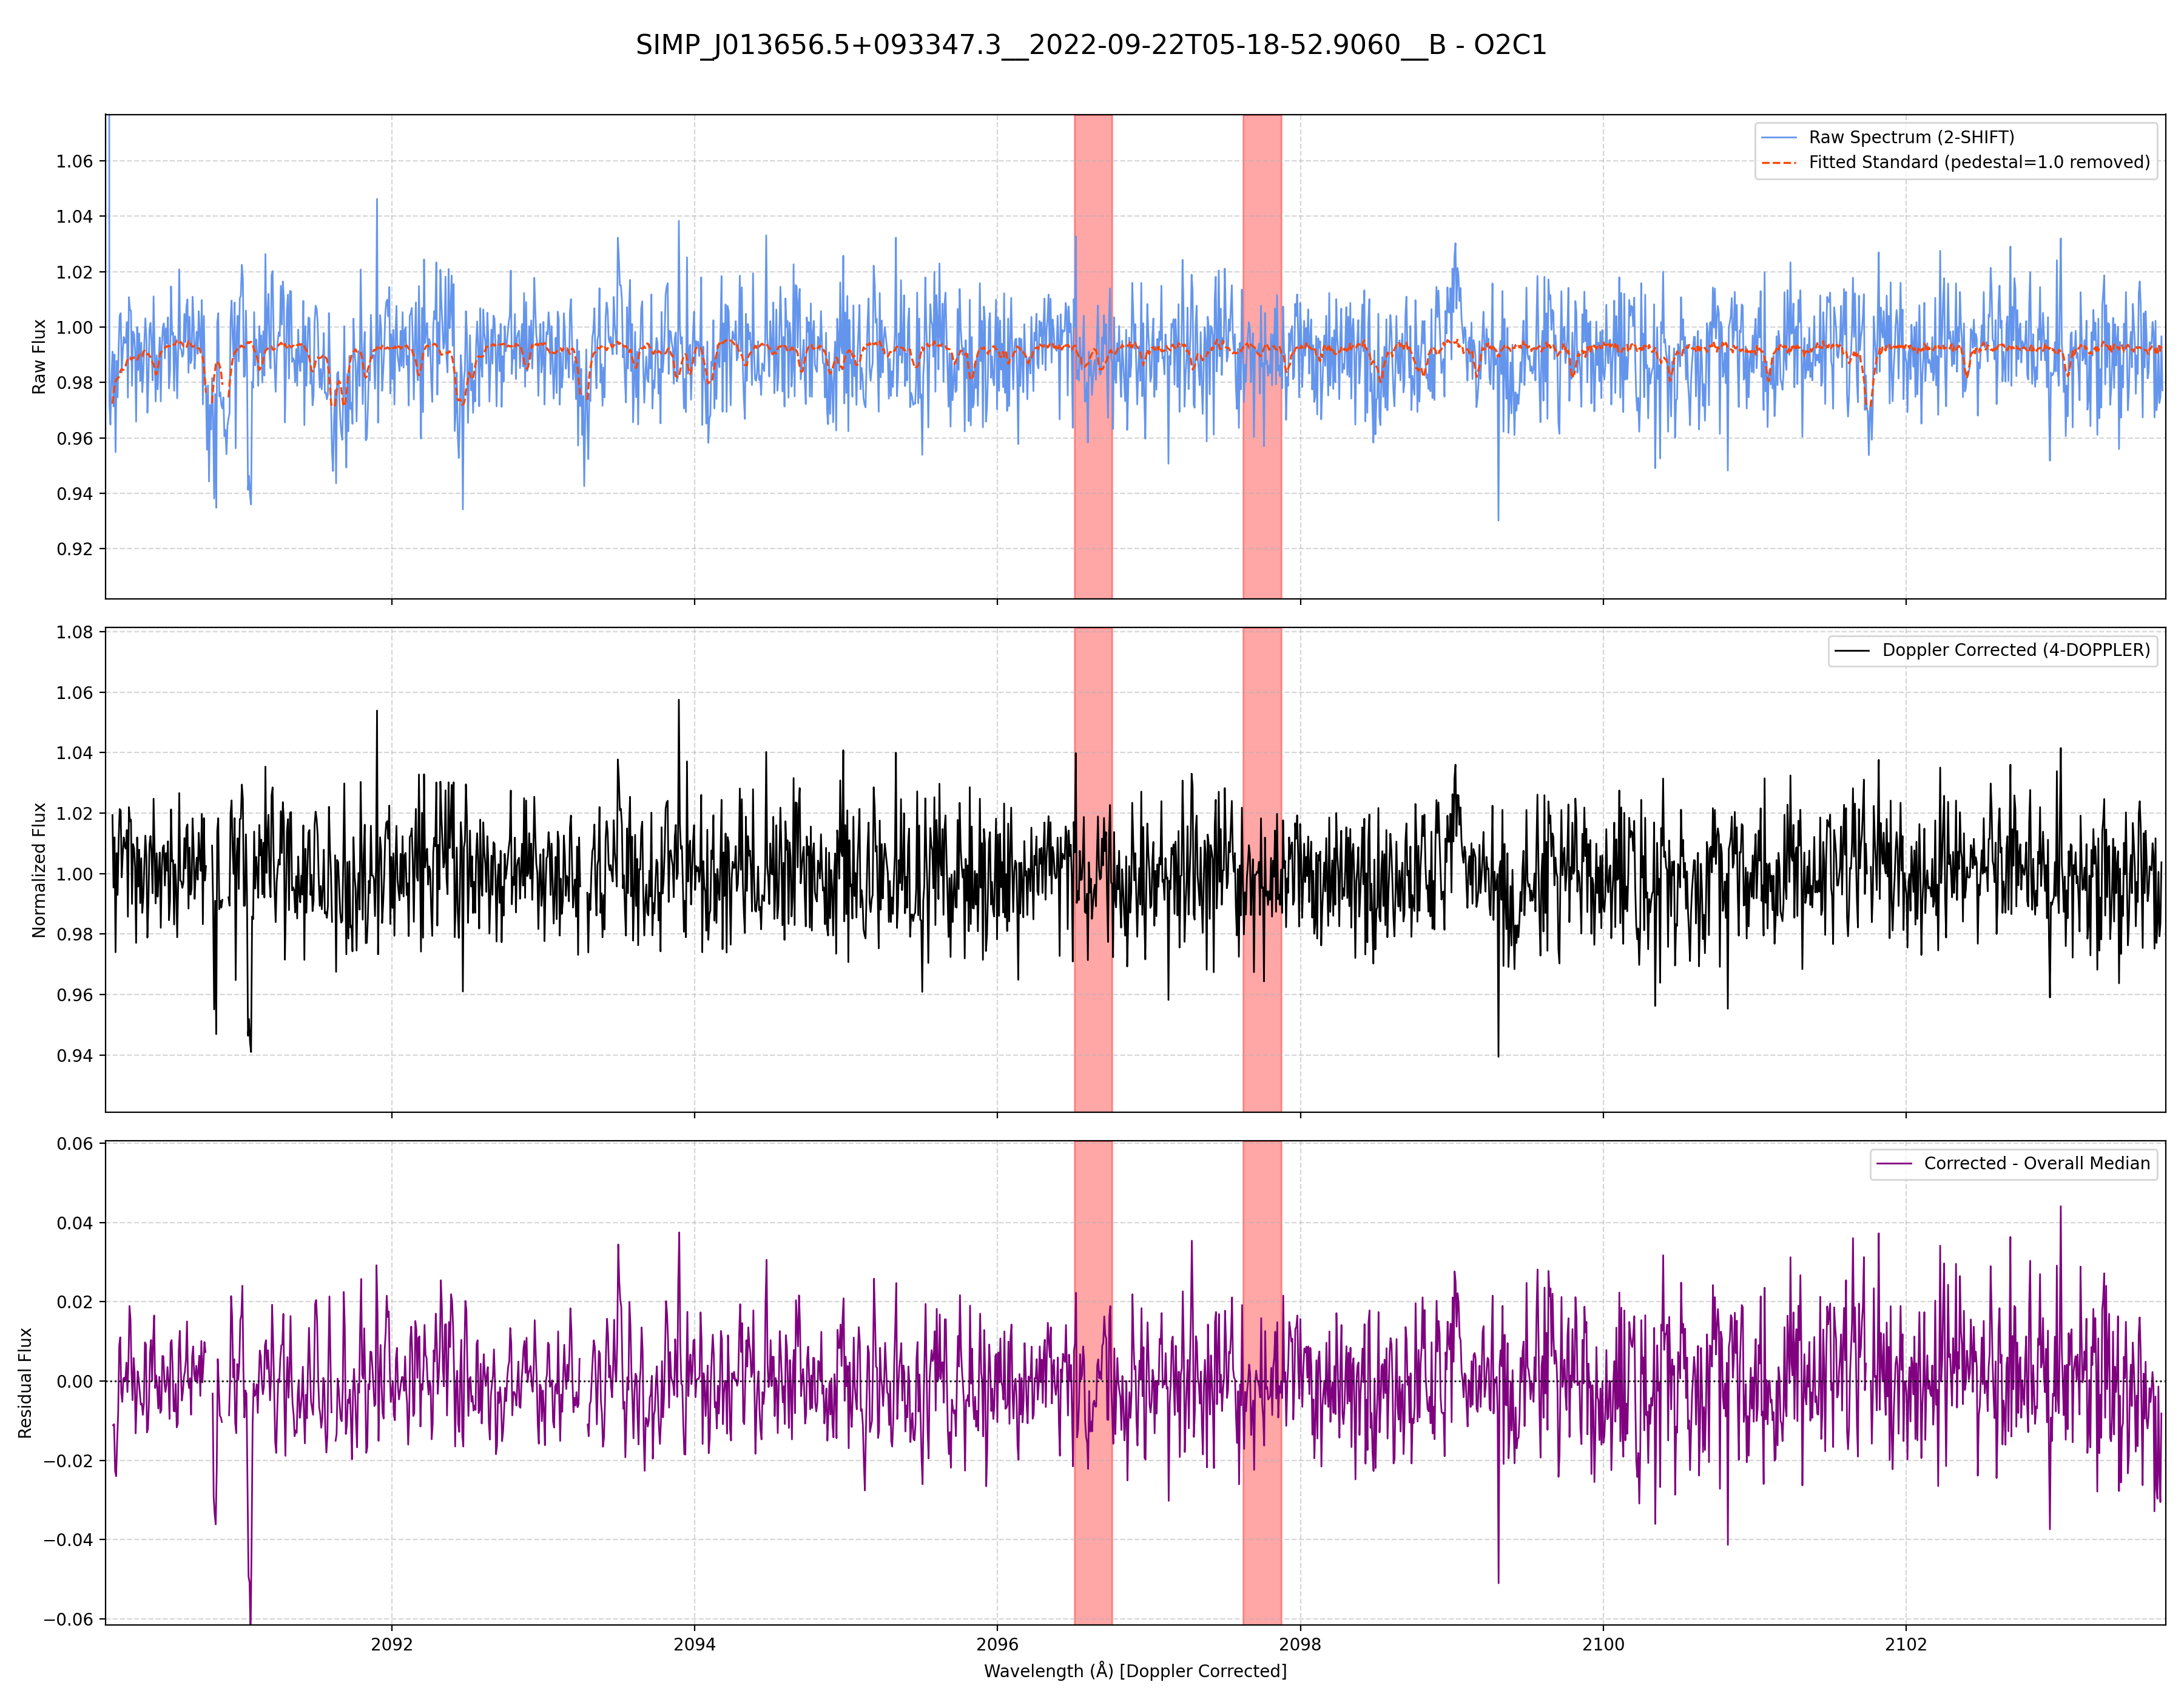 SIMP_J013656.5+093347.3__2022-09-22T05-18-52.9060__B - O2C1
Raw Flux
1.06
1.04
1.02
1.00
0.98
0.96
0.94
0.92
Raw Spectrum (2-SHIFT)
Fitted Standard (pedestal=1.0 removed)
Normalized Flux
1.08
1.06
1.04
1.02
1.00
0.98
0.96
0.94
Doppler Corrected (4-DOPPLER)
Residual Flux
0.06
0.04
0.02
0.00
−0.02
−0.04
−0.06
Corrected - Overall Median
2092 2094 2096 2098 2100 2102
Wavelength (Å) [Doppler Corrected]